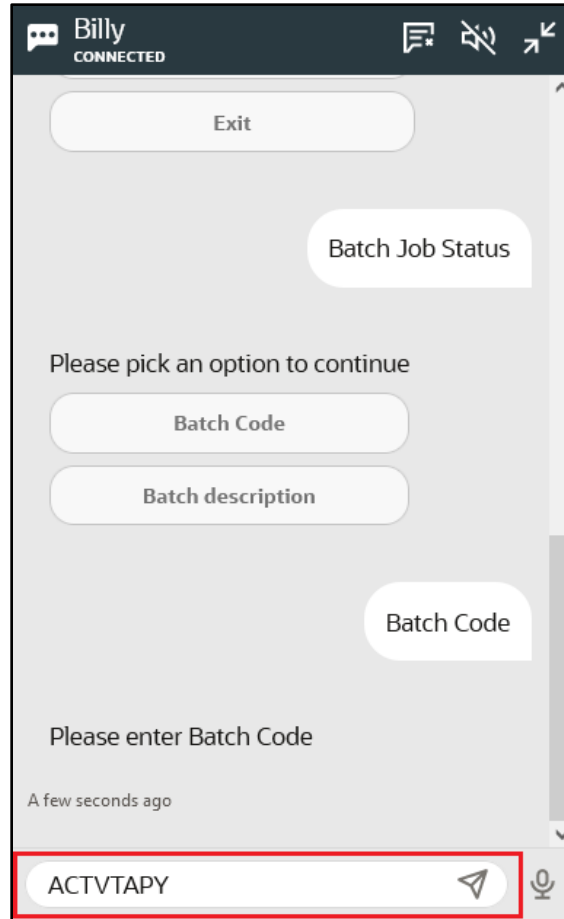 Billy
CONNECTED
Exit
Batch Job Status
Please pick an option to continue
Batch Code
Batch description
Batch Code
Please enter Batch Code
A few seconds ago
ACTVTAPY